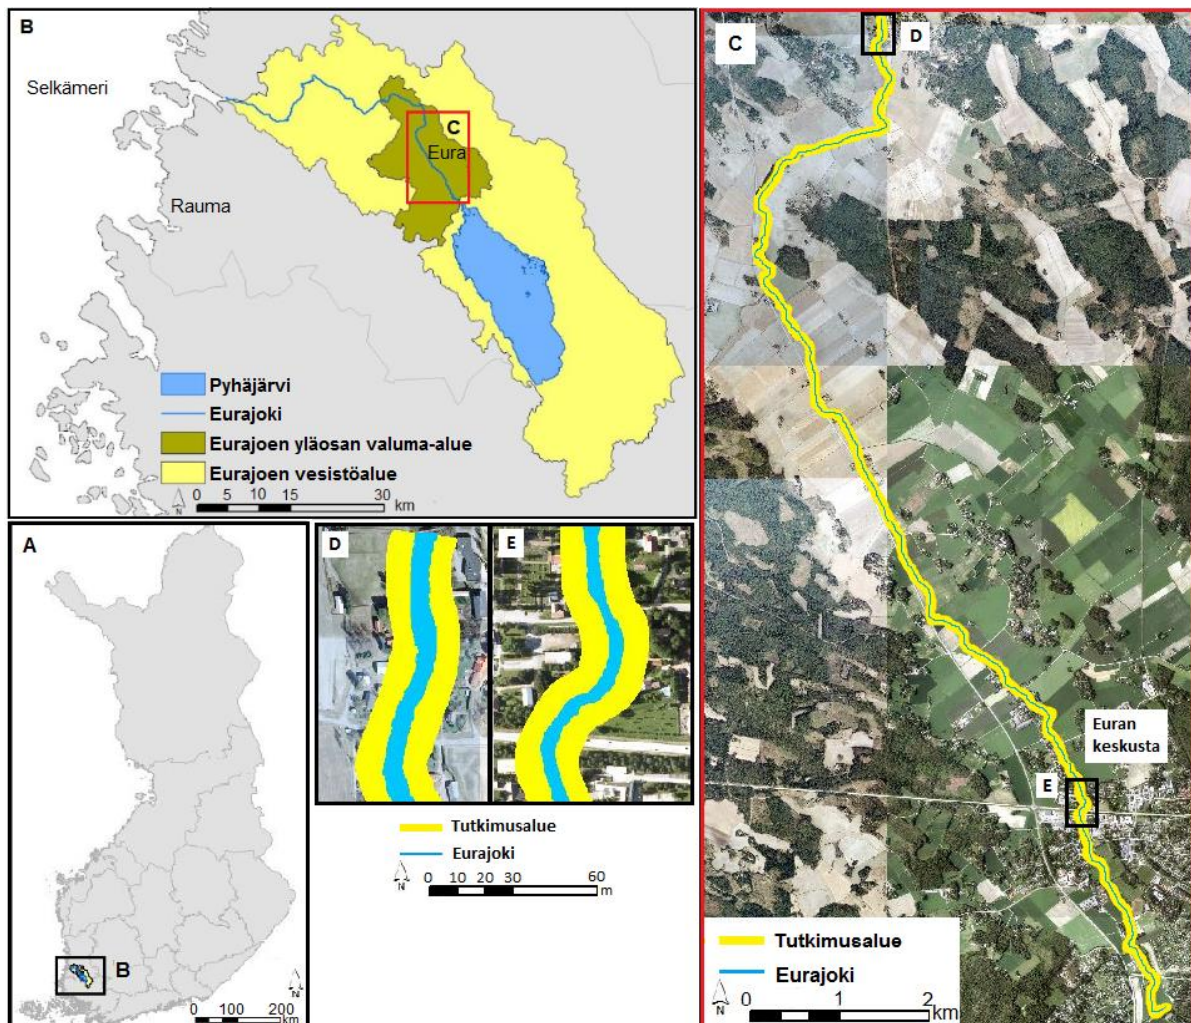 B
Selkämeri
C
Eura
Rauma
Pyhäjärvi
Eurajoki
Eurajoen yläosan valuma-alue
Eurajoen vesistöalue
N
0 5 10 15 30
km
A
B
N
0 100 200
km
D
E
Tutkimusalue
Eurajoki
N
0 10 20 30 60
m
C
D
Euran
keskusta
E
Tutkimusalue
Eurajoki
N
0 1 2
km